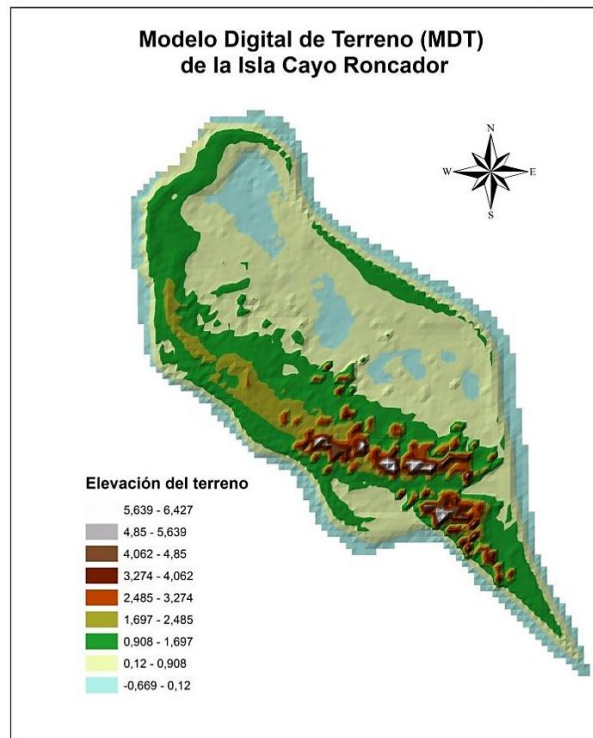 Modelo Digital de Terreno (MDT)
de la Isla Cayo Roncador
N
W
E
S
Elevación del terreno
5,639 - 6,427
4,85 - 5,639
4,062 - 4,85
3,274 - 4,062
2,485 - 3,274
1,697 - 2,485
0,908 - 1,697
0,12 - 0,908
-0,669 - 0,12